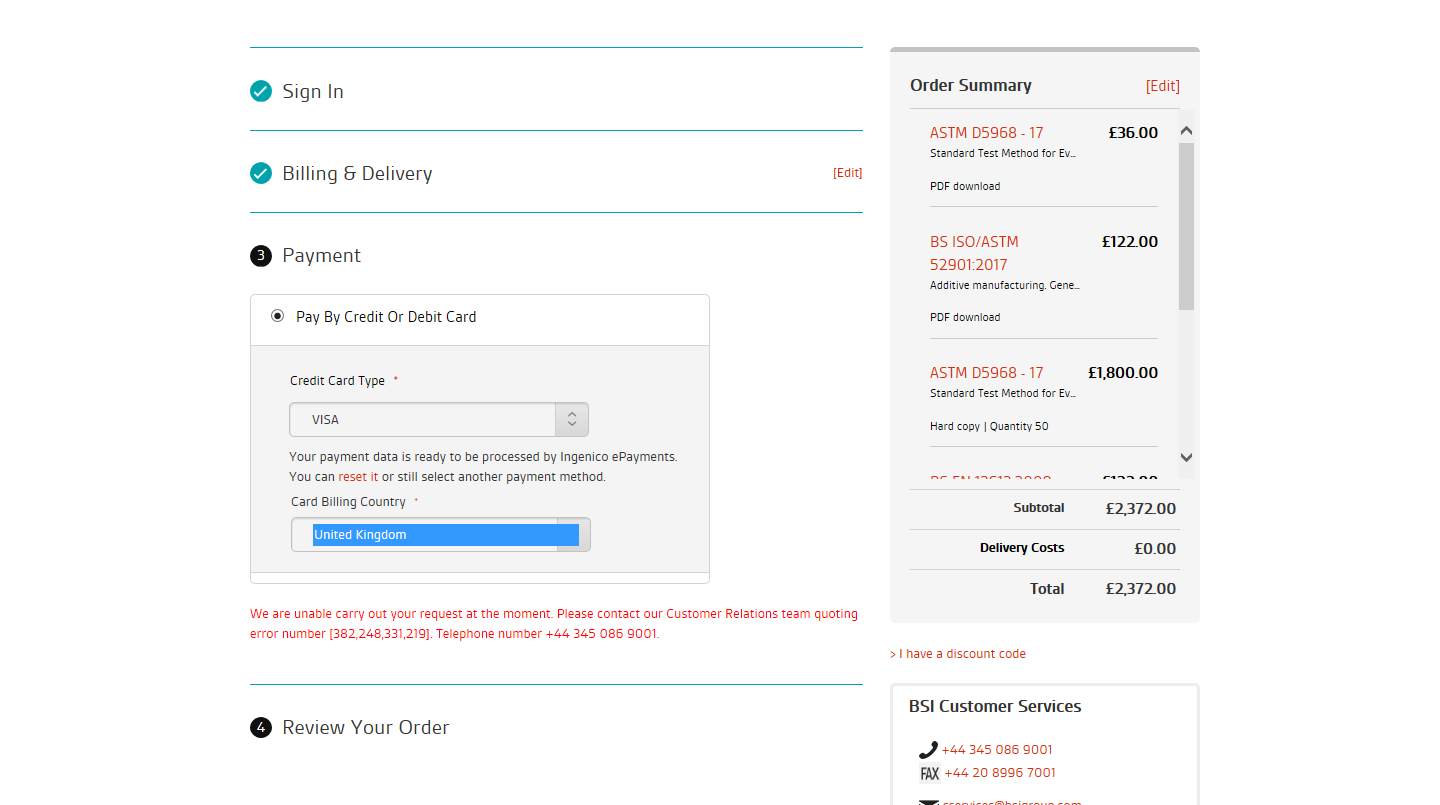 Sign In
Billing & Delivery
[Edit]
3 Payment
Pay By Credit Or Debit Card
Credit Card Type *
VISA
Your payment data is ready to be processed by Ingenico ePayments.
You can reset it or still select another payment method.
Card Billing Country *
United Kingdom
We are unable carry out your request at the moment. Please contact our Customer Relations team quoting
error number [382,248,331,219]. Telephone number +44 345 086 9001.
4 Review Your Order
Order Summary [Edit]
ASTM D5968 - 17 £36.00
Standard Test Method for Ev...
PDF download
BS ISO/ASTM £122.00
52901:2017
Additive manufacturing. Gene...
PDF download
ASTM D5968 - 17 £1,800.00
Standard Test Method for Ev...
Hard copy | Quantity 50
Subtotal £2,372.00
Delivery Costs £0.00
Total £2,372.00
> I have a discount code
BSI Customer Services
+44 345 086 9001
FAX +44 20 8996 7001
cservices@bsigroup.com